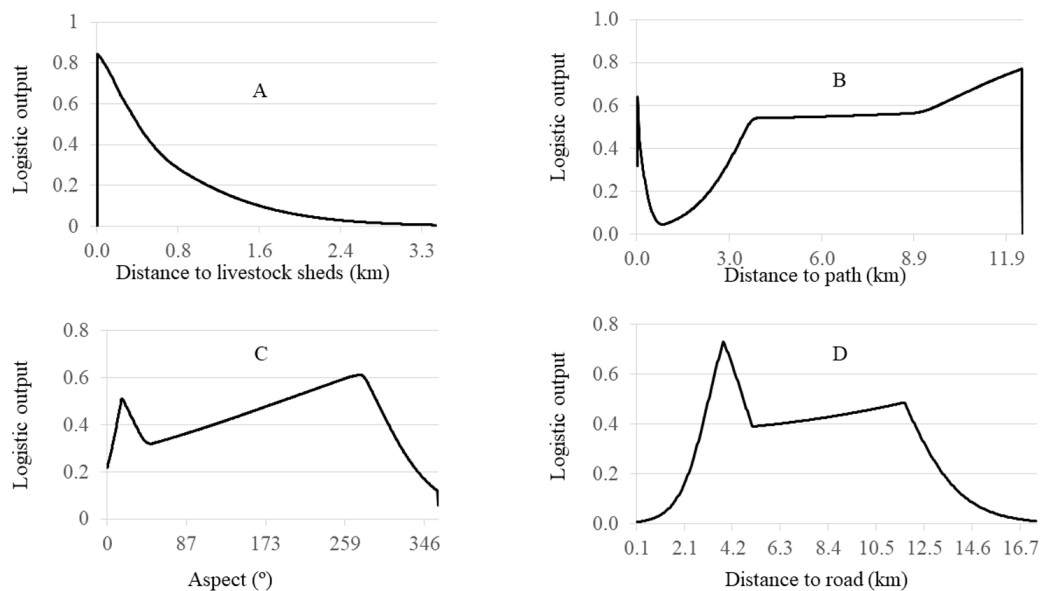 1
0.8
0.6
0.4
0.2
0
Logistic output
A
0.0 0.8 1.6 2.4 3.3
Distance to livestock sheds (km)
1.0
0.8
0.6
0.4
0.2
0.0
Logistic output
B
0.0 3.0 6.0 8.9 11.9
Distance to path (km)
0.8
0.6
0.4
0.2
0
Logistic output
C
0 87 173 259 346
Aspect (º)
0.8
0.6
0.4
0.2
0.0
Logistic output
D
0.1 2.1 4.2 6.3 8.4 10.5 12.5 14.6 16.7
Distance to road (km)